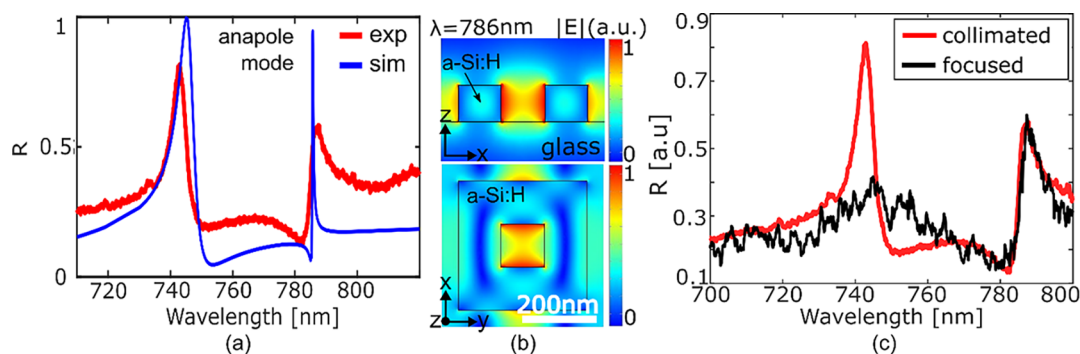 1
0.5
0
R
720 740 760 780 800
Wavelength [nm]
anapole
mode
exp
sim
(a)
λ=786nm |E|(a.u.)
a-Si:H
z
x
glass
1
0
a-Si:H
x
z y
200nm
1
0
(b)
0.9
0.7
0.5
0.3
0.1
R [a.u]
collimated
focused
700 720 740 760 780 800
Wavelength [nm]
(c)